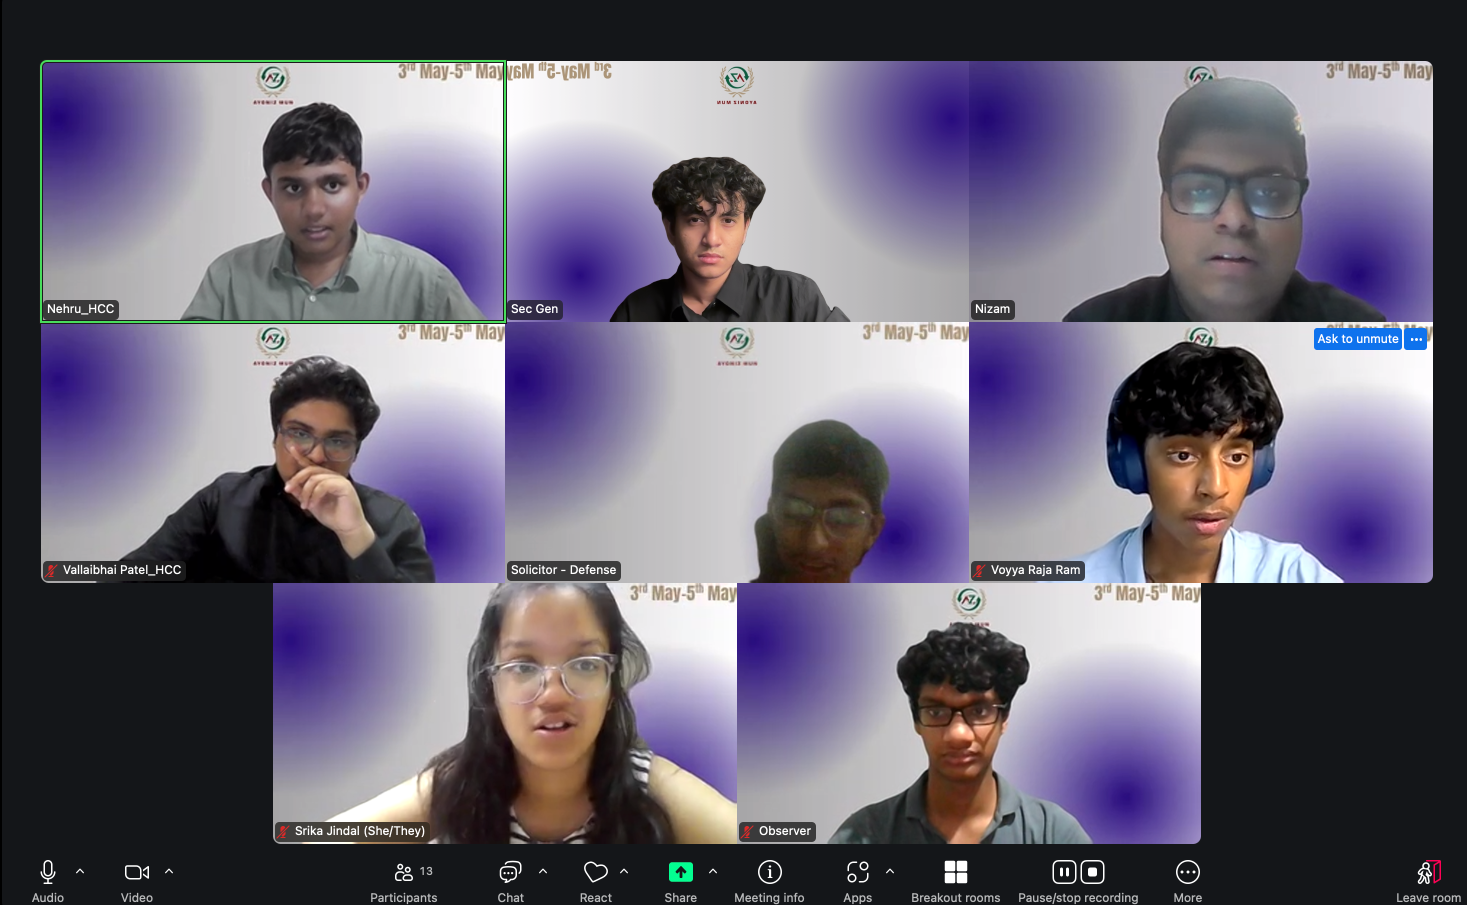 3rd May-5th May
AYONIZ MUN
Nehru_HCC
3rd May-5th May
AYONIZ MUN
Sec Gen
3rd May-5th May
Nizam
3rd May-5th May
AYONIZ MUN
Vallaibhai Patel_HCC
3rd May-5th May
AYONIZ MUN
Solicitor - Defense
Ask to unmute
Voyya Raja Ram
3rd May-5th May
Srika Jindal (She/They)
3rd May-5th May
Observer
Audio
Video
13
Participants
Chat
React
Share
Meeting info
Apps
Breakout rooms
Pause/stop recording
More
Leave room